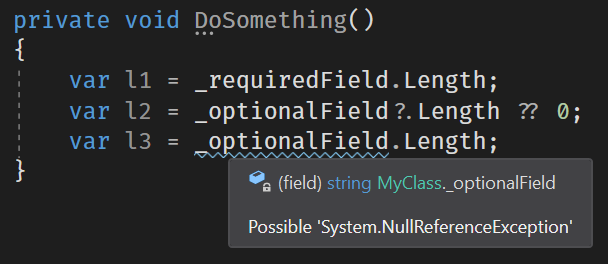 private void DoSomething()
{
var l1 = _requiredField.Length;
var l2 = _optionalField?.Length ?? 0;
var l3 = _optionalField.Length;
}
(field) string MyClass._optionalField
Possible 'System.NullReferenceException'